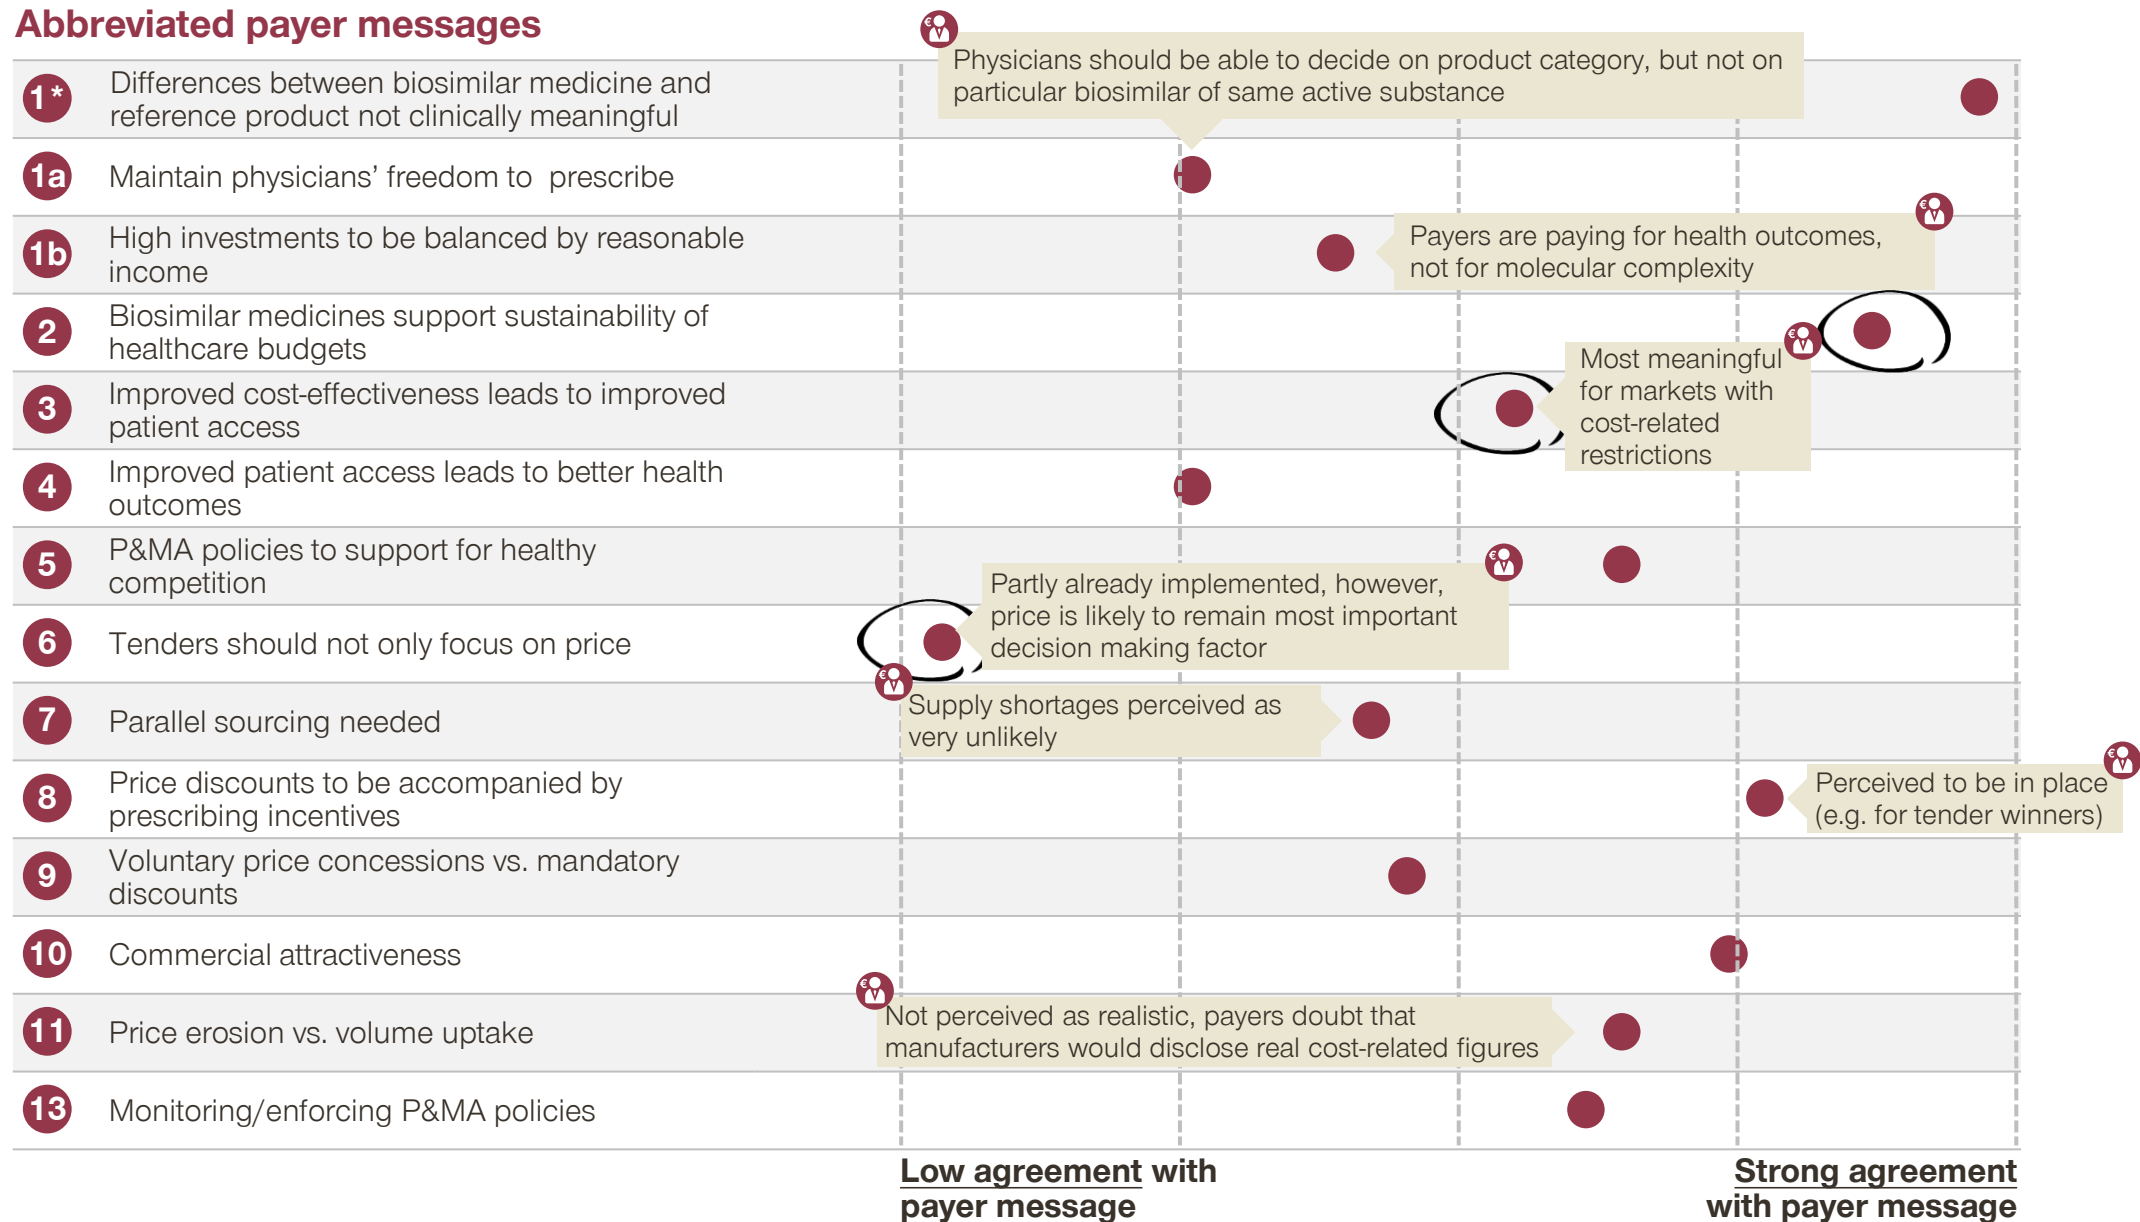 Abbreviated payer messages
1*
Differences between biosimilar medicine and
reference product not clinically meaningful
Physicians should be able to decide on product category, but not on
particular biosimilar of same active substance
1a
Maintain physicians’ freedom to prescribe
1b
High investments to be balanced by reasonable
income
Payers are paying for health outcomes,
not for molecular complexity
2
Biosimilar medicines support sustainability of
healthcare budgets
3
Improved cost-effectiveness leads to improved
patient access
Most meaningful
for markets with
cost-related
restrictions
4
Improved patient access leads to better health
outcomes
5
P&MA policies to support for healthy
competition
6
Tenders should not only focus on price
Partly already implemented, however,
price is likely to remain most important
decision making factor
7
Parallel sourcing needed
Supply shortages perceived as
very unlikely
8
Price discounts to be accompanied by
prescribing incentives
Perceived to be in place
(e.g. for tender winners)
9
Voluntary price concessions vs. mandatory
discounts
10
Commercial attractiveness
11
Price erosion vs. volume uptake
Not perceived as realistic, payers doubt that
manufacturers would disclose real cost-related figures
13
Monitoring/enforcing P&MA policies
Low agreement with
payer message
Strong agreement
with payer message